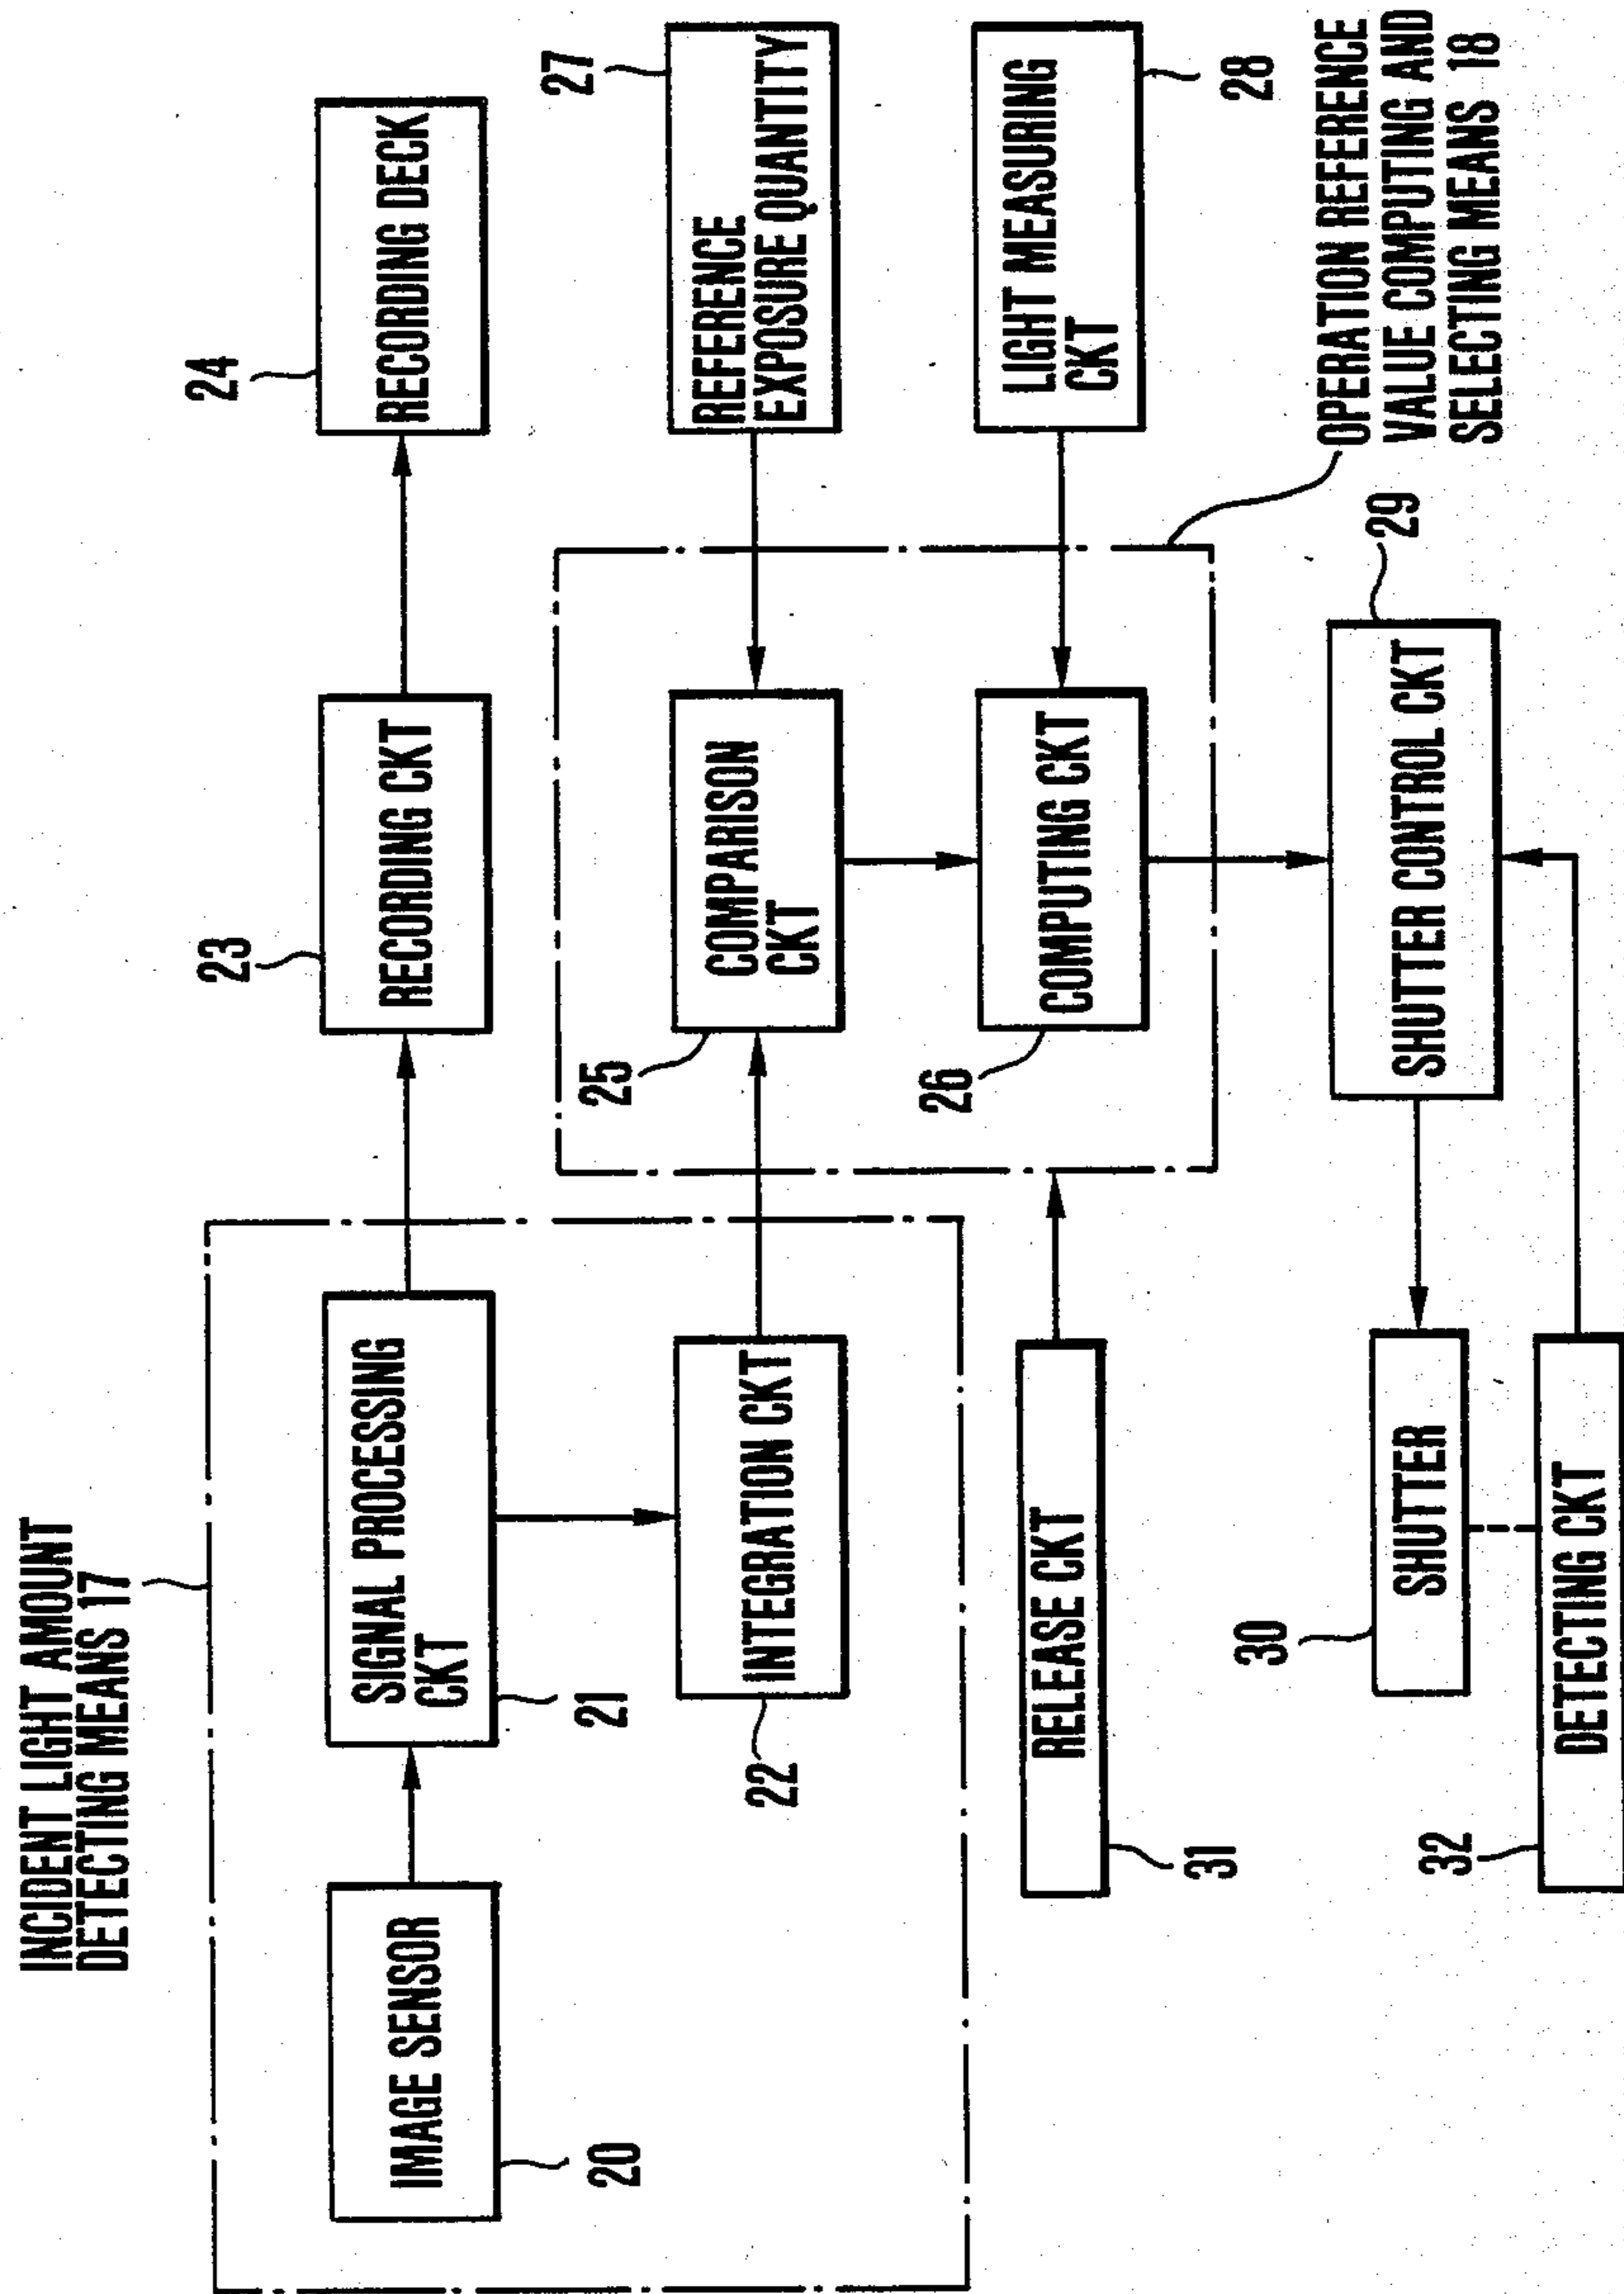 INCIDENT LIGHT AMOUNT
DETECTING MEANS 17
IMAGE SENSOR
20
SIGNAL PROCESSING
CKT
21
INTEGRATION CKT
22
23
RECORDING CKT
24
RECORDING DECK
25
COMPARISON
CKT
26
COMPUTING CKT
27
REFERENCE
EXPOSURE QUANTITY
LIGHT MEASURING
CKT
28
OPERATION REFERENCE
VALUE COMPUTING AND
SELECTING MEANS 18
RELEASE CKT
31
29
SHUTTER CONTROL CKT
30
SHUTTER
32
DETECTING CKT